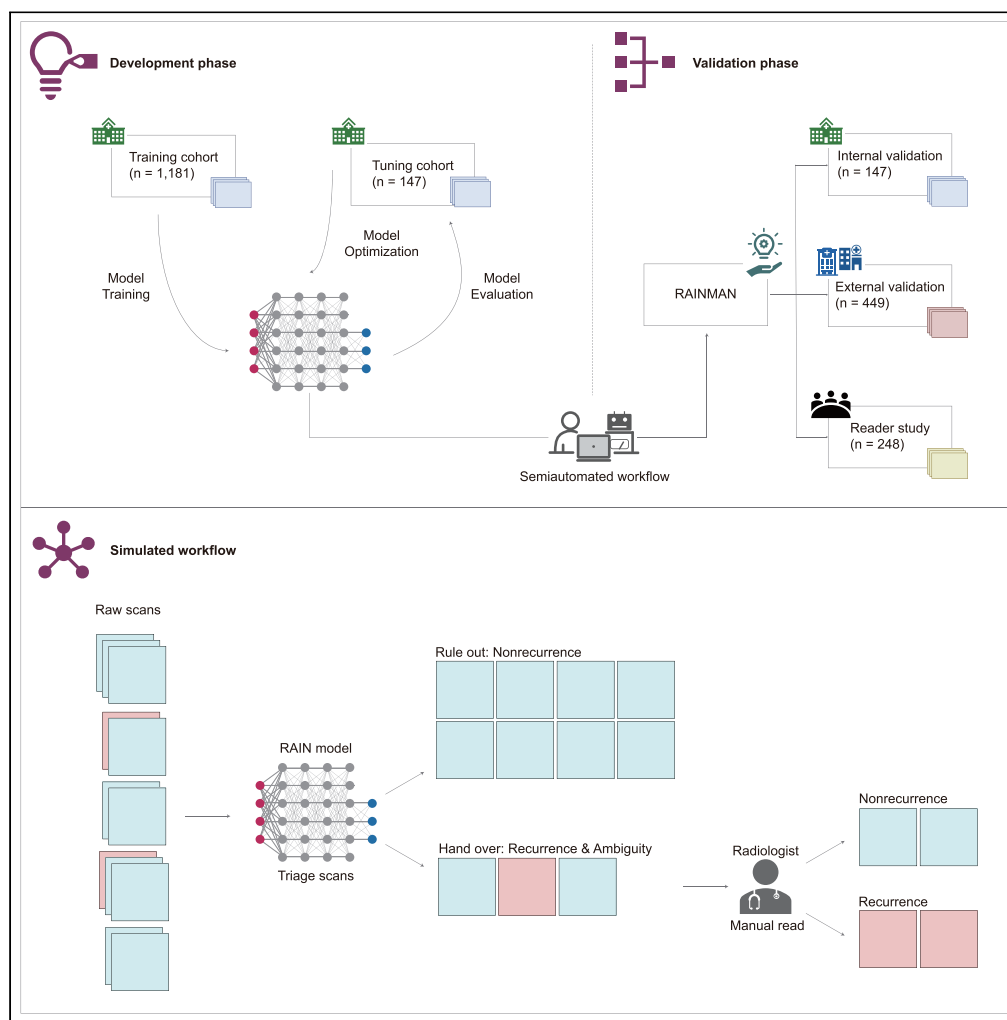 Development phase
Validation phase
Training cohort
(n = 1,181)
Tuning cohort
(n = 147)
Model
Optimization
Model
Training
Model
Evaluation
Semiautomated workflow
RAINMAN
Internal validation
(n = 147)
External validation
(n = 449)
Reader study
(n = 248)
Simulated workflow
Raw scans
RAIN model
Triage scans
Rule out: Nonrecurrence
Hand over: Recurrence & Ambiguity
Radiologist
Manual read
Nonrecurrence
Recurrence